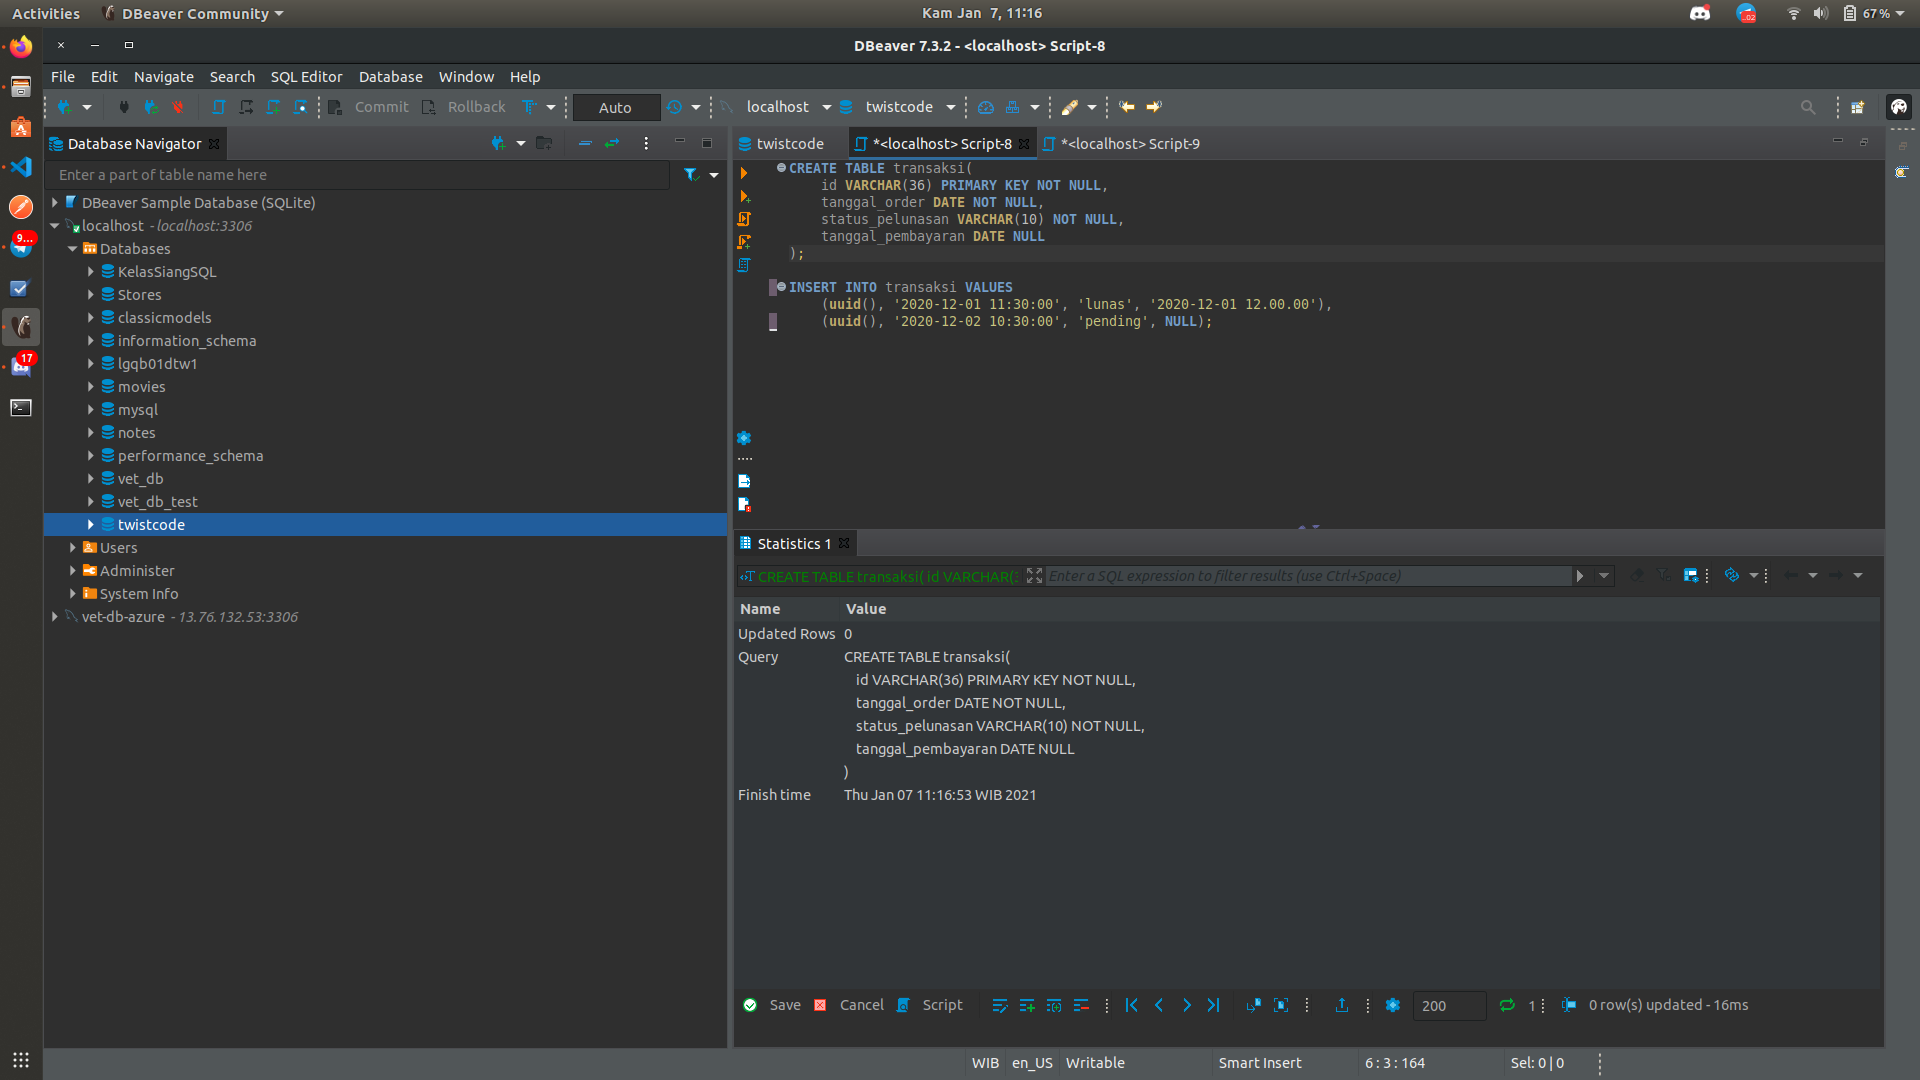 Activities
DBeaver Community
Kam Jan 7, 11:16
.02
67%
DBeaver 7.3.2 - <localhost> Script-8
File Edit Navigate Search SQL Editor Database Window Help
Commit
Rollback
Auto
localhost
twistcode
Database Navigator
Enter a part of table name here
DBeaver Sample Database (SQLite)
localhost - localhost:3306
Databases
KelasSiangSQL
Stores
classicmodels
information_schema
lgqb01dtw1
movies
mysql
notes
performance_schema
vet_db
vet_db_test
twistcode
Users
Administer
System Info
vet-db-azure - 13.76.132.53:3306
9...
17
twistcode
*<localhost> Script-8
*<localhost> Script-9
CREATE TABLE transaksi(
id VARCHAR(36) PRIMARY KEY NOT NULL,
tanggal_order DATE NOT NULL,
status_pelunasan VARCHAR(10) NOT NULL,
tanggal_pembayaran DATE NULL
);
INSERT INTO transaksi VALUES
(uuid(), '2020-12-01 11:30:00', 'lunas', '2020-12-01 12.00.00'),
(uuid(), '2020-12-02 10:30:00', 'pending', NULL);
Statistics 1
CREATE TABLE transaksi( id VARCHAR(3
Enter a SQL expression to filter results (use Ctrl+Space)
Name Value
Updated Rows 0
Query CREATE TABLE transaksi(
id VARCHAR(36) PRIMARY KEY NOT NULL,
tanggal_order DATE NOT NULL,
status_pelunasan VARCHAR(10) NOT NULL,
tanggal_pembayaran DATE NULL
)
Finish time Thu Jan 07 11:16:53 WIB 2021
Save
Cancel
Script
200
1
0 row(s) updated - 16ms
WIB
en_US
Writable
Smart Insert
6 : 3 : 164
Sel: 0 | 0